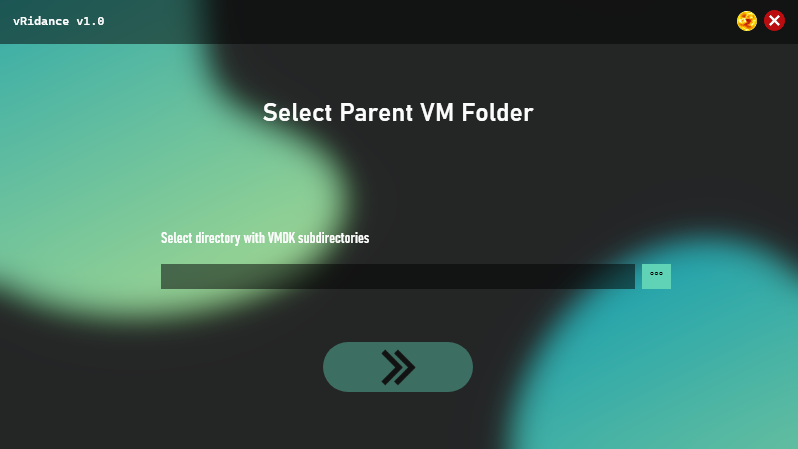 vRidance v1.0
Select Parent VM Folder
Select directory with VMDK subdirectories